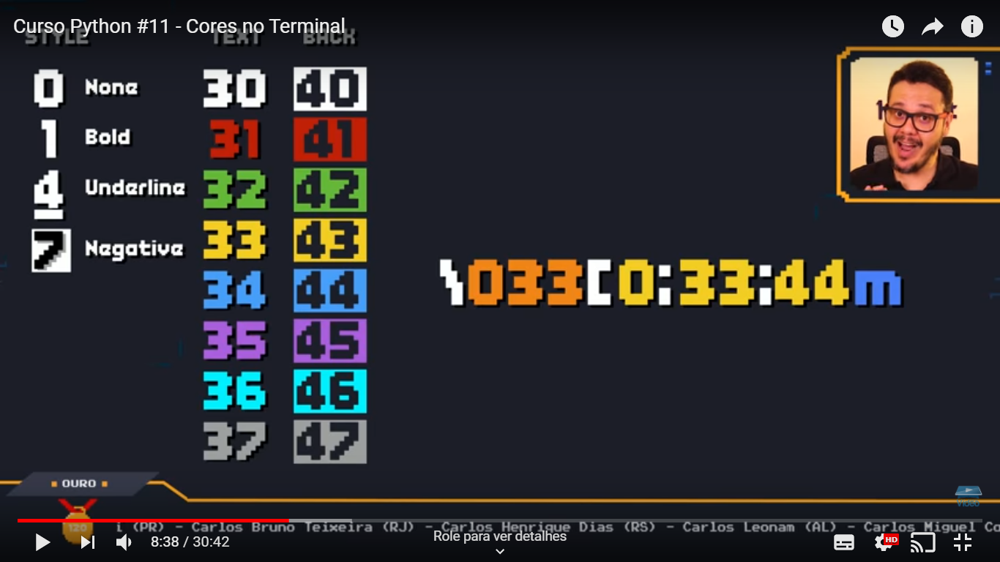 Curso Python #11 - Cores no Terminal
STYLE TEXT BACK
0 None 30 40
1 Bold 31 41
4 Underline 32 42
7 Negative 33 43
34 44
35 45
36 46
37 47
\033[0:33:44m
OURO
120
i (PR) - Carlos Bruno Teixeira (RJ) - Carlos Henrique Dias (RS) - Carlos Leonam (AL) - Carlos Miguel Co
8:38 / 30:42
Role para ver detalhes
HD
Vídeo